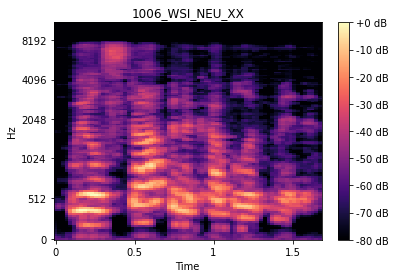 1006_WSI_NEU_XX
8192
4096
2048
1024
512
0
Hz
0
0.5
1
1.5
Time
+0 dB
-10 dB
-20 dB
-30 dB
-40 dB
-50 dB
-60 dB
-70 dB
-80 dB